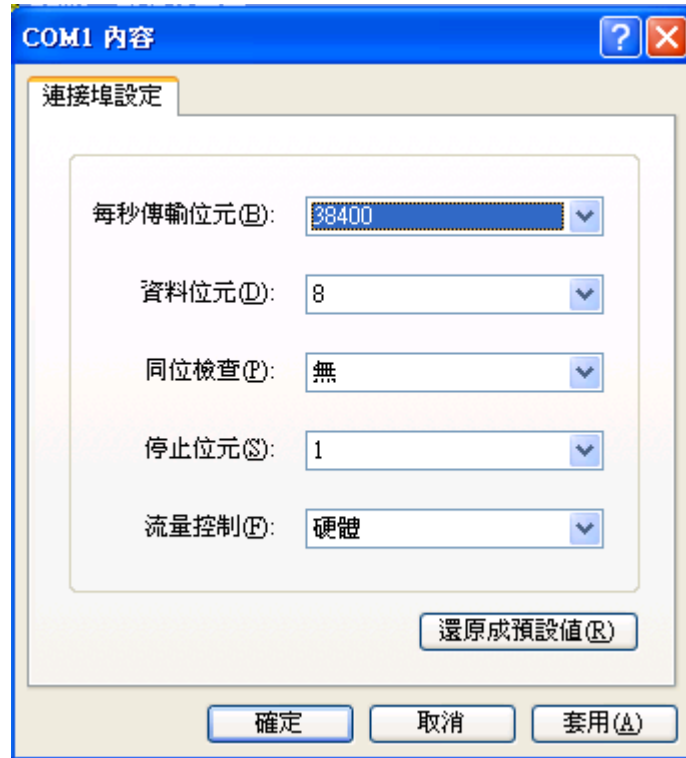 COM1 內容
連接埠設定
每秒傳輸位元(B): 38400
資料位元(D): 8
同位檢查(P): 無
停止位元(S): 1
流量控制(F): 硬體
還原成預設值(R)
確定 取消 套用(A)